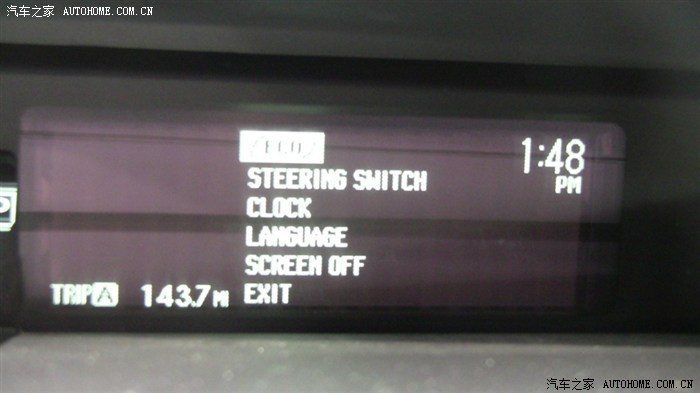 汽车之家 AUTOHOME.COM.CN
ECO
1:48
PM
STEERING SWITCH
CLOCK
LANGUAGE
SCREEN OFF
TRIP A 143.7 MI
EXIT
汽车之家 AUTOHOME.COM.CN